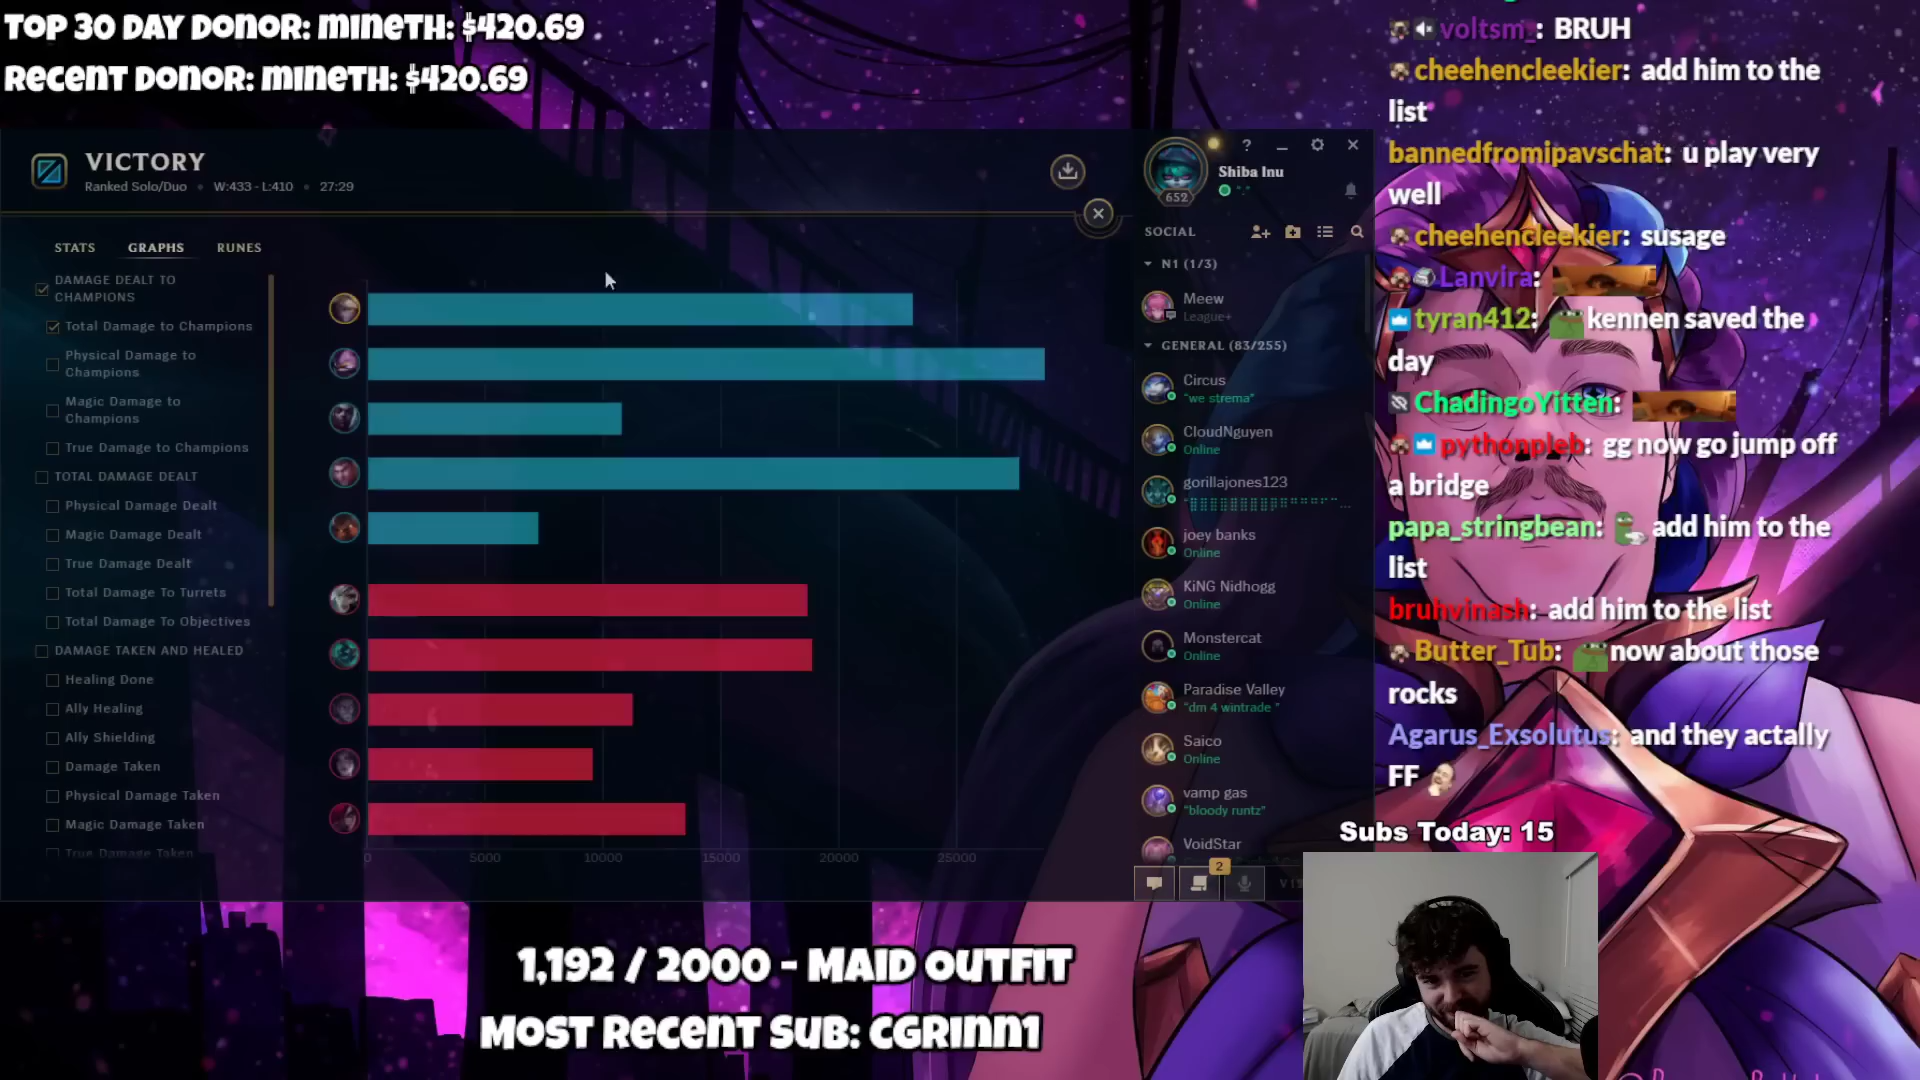 TOP 30 DAY DONOR: MINETH: $420.69
RECENT DONOR: MINETH: $420.69
VICTORY
Ranked Solo/Duo • W:433 - L:410 • 27:29
STATS GRAPHS RUNES
DAMAGE DEALT TO
CHAMPIONS
Total Damage to Champions
Physical Damage to
Champions
Magic Damage to
Champions
True Damage to Champions
TOTAL DAMAGE DEALT
Physical Damage Dealt
Magic Damage Dealt
True Damage Dealt
Total Damage To Turrets
Total Damage To Objectives
DAMAGE TAKEN AND HEALED
Healing Done
Ally Healing
Ally Shielding
Damage Taken
Physical Damage Taken
Magic Damage Taken
True Damage Taken
0 5000 10000 15000 20000 25000
?
652
Shiba Inu
SOCIAL
N1 (1/3)
Meew
League+
GENERAL (83/255)
Circus
"we strema"
CloudNguyen
Online
gorillajones123
joey banks
Online
KiNG Nidhogg
Online
Monstercat
Online
Paradise Valley
"dm 4 wintrade "
Saico
Online
vamp gas
"bloody runtz"
VoidStar
2
voltsm_: BRUH
cheehencleekier: add him to the
list
bannedfromipavschat: u play very
well
cheehencleekier: susage
Lanvira:
tyran412: kennen saved the
day
ChadingoYitten:
pythonpleb: gg now go jump off
a bridge
papa_stringbean: add him to the
list
bruhvinash: add him to the list
Butter_Tub: now about those
rocks
Agarus_Exsolutus: and they actally
FF
Subs Today: 15
1,192 / 2000 - MAID OUTFIT
MOST RECENT SUB: CGRINN1